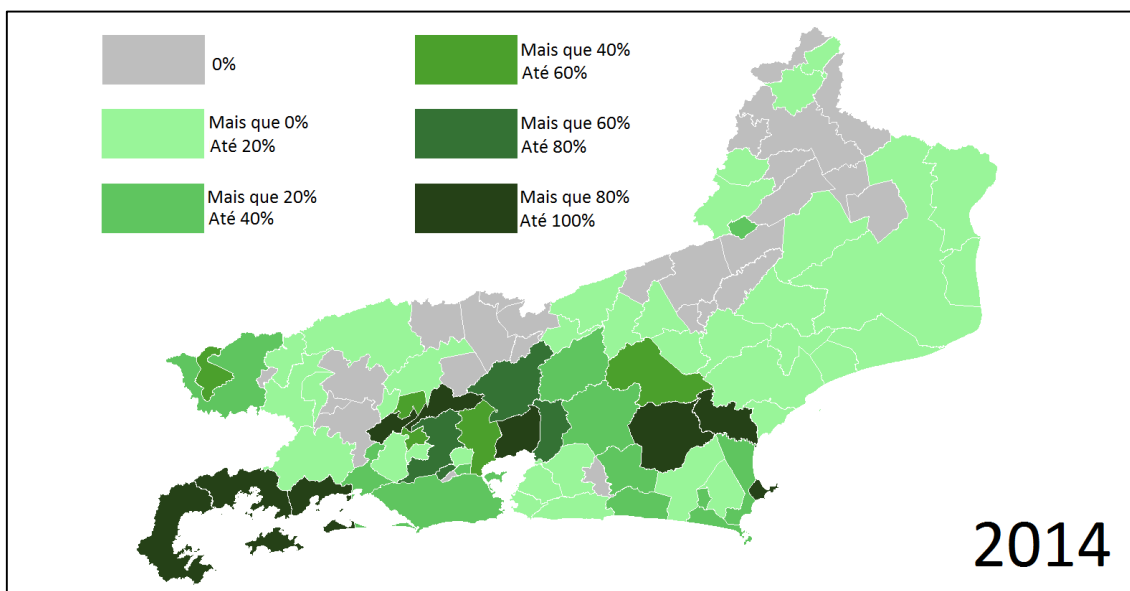 0%
Mais que 0%
Até 20%
Mais que 20%
Até 40%
Mais que 40%
Até 60%
Mais que 60%
Até 80%
Mais que 80%
Até 100%
2014